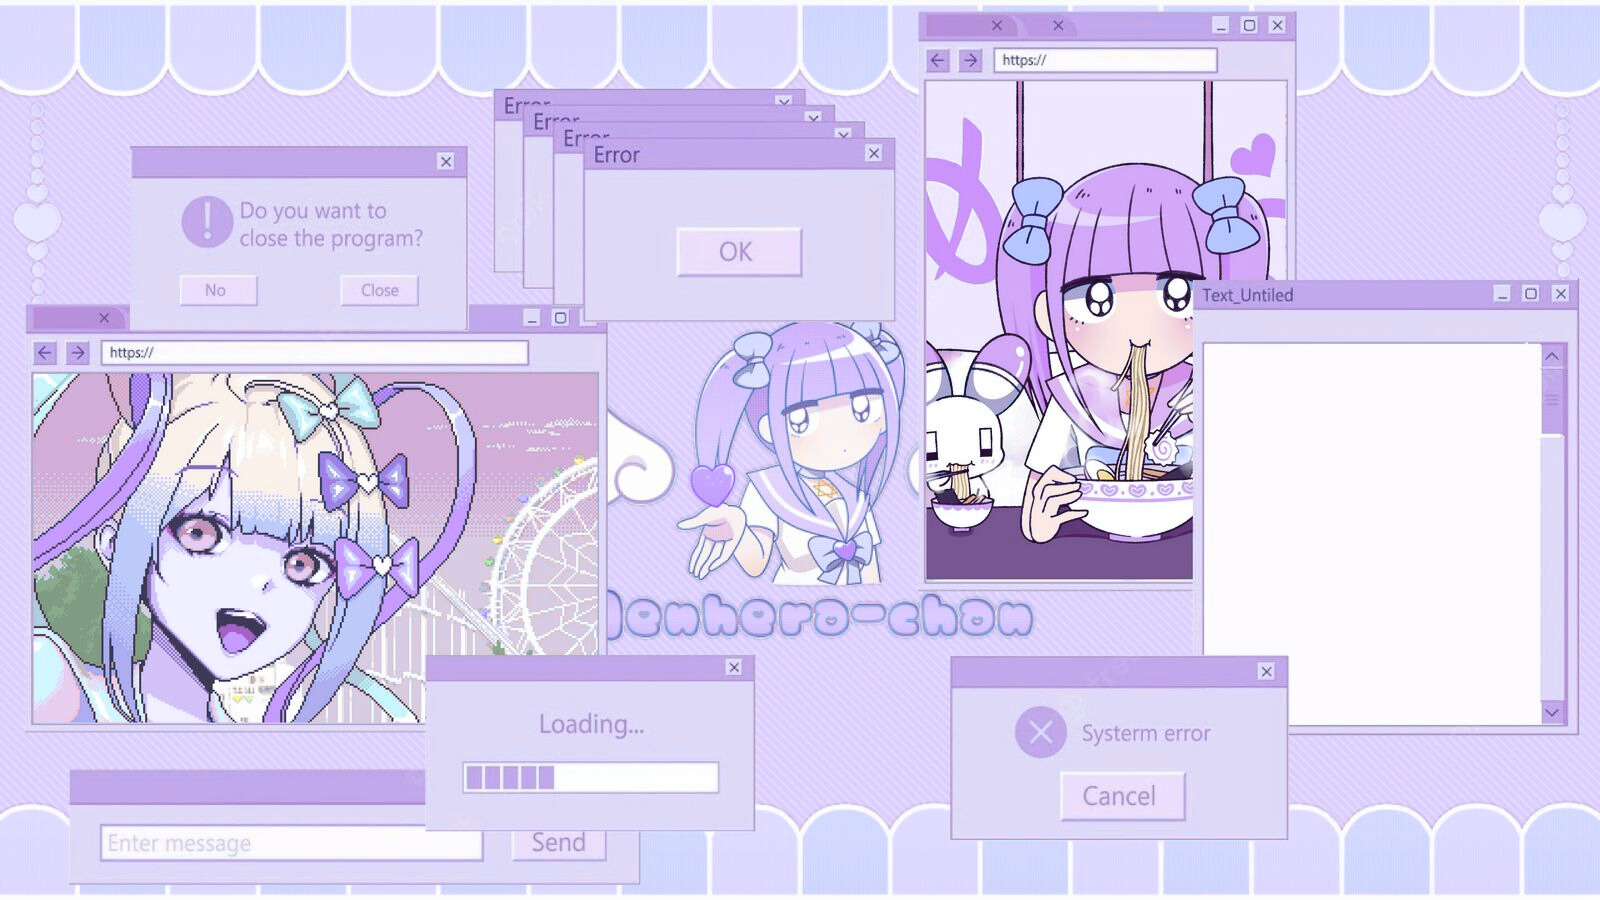 https://
Error
Error
Error
Error
Do you want to
close the program?
No
Close
OK
https://
Text_Untiled
enhera-chan
Loading...
Systerm error
Cancel
Enter message
Send